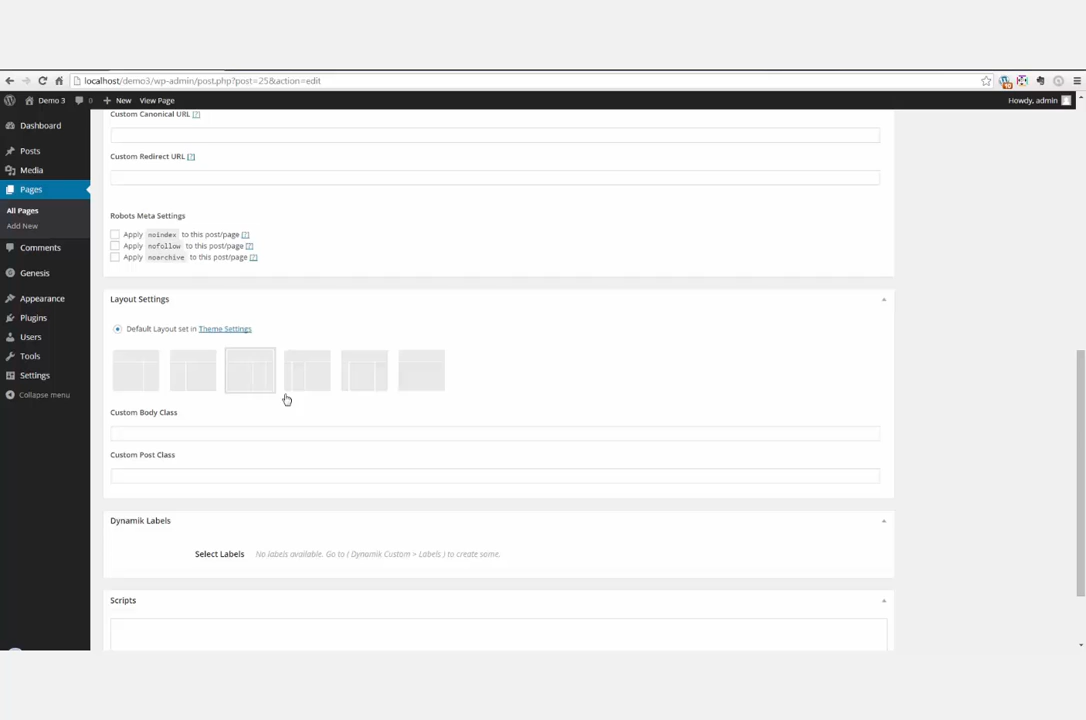 localhost/demo3/wp-admin/post.php?post=25&action=edit
Demo 3 0 New View Page Howdy, admin
Dashboard
Posts
Media
Pages
All Pages
Add New
Comments
Genesis
Appearance
Plugins
Users
Tools
Settings
Collapse menu
Custom Canonical URL [?]
Custom Redirect URL [?]
Robots Meta Settings
Apply noindex to this post/page [?]
Apply nofollow to this post/page [?]
Apply noarchive to this post/page [?]
Layout Settings
Default Layout set in Theme Settings
Custom Body Class
Custom Post Class
Dynamik Labels
Select Labels No labels available. Go to ( Dynamik Custom > Labels ) to create some.
Scripts